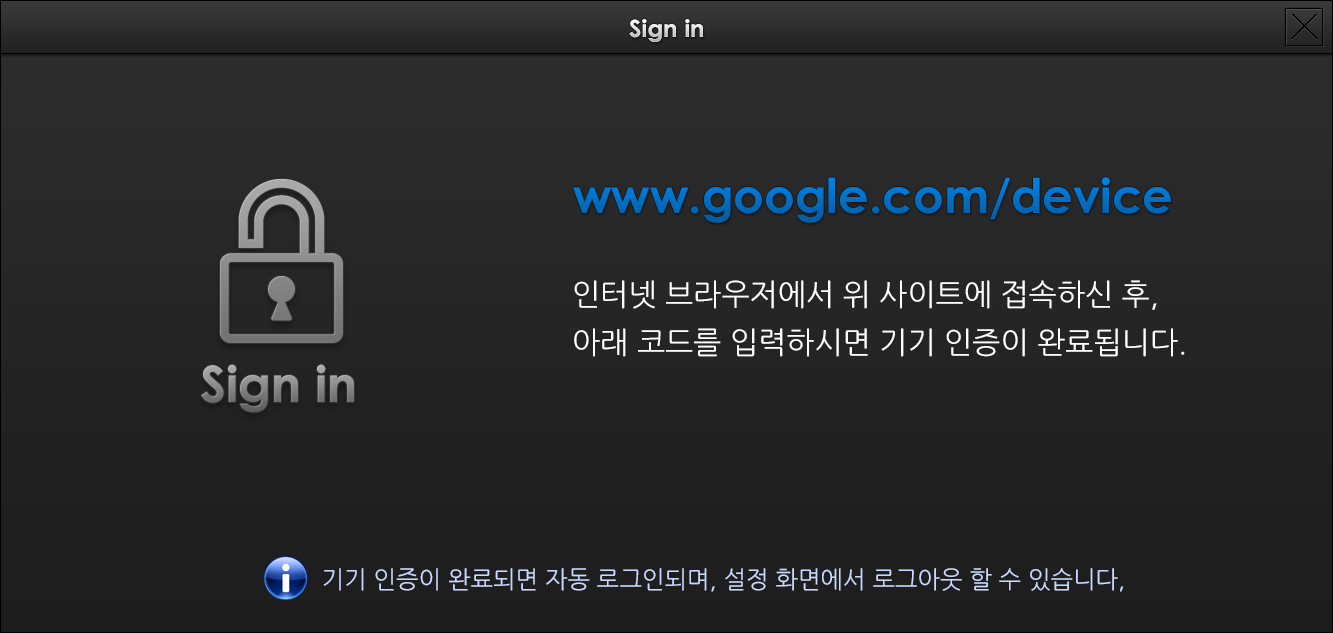 Sign in
www.google.com/device
인터넷 브라우저에서 위 사이트에 접속하신 후,
아래 코드를 입력하시면 기기 인증이 완료됩니다.
Sign in
기기 인증이 완료되면 자동 로그인되며, 설정 화면에서 로그아웃 할 수 있습니다,